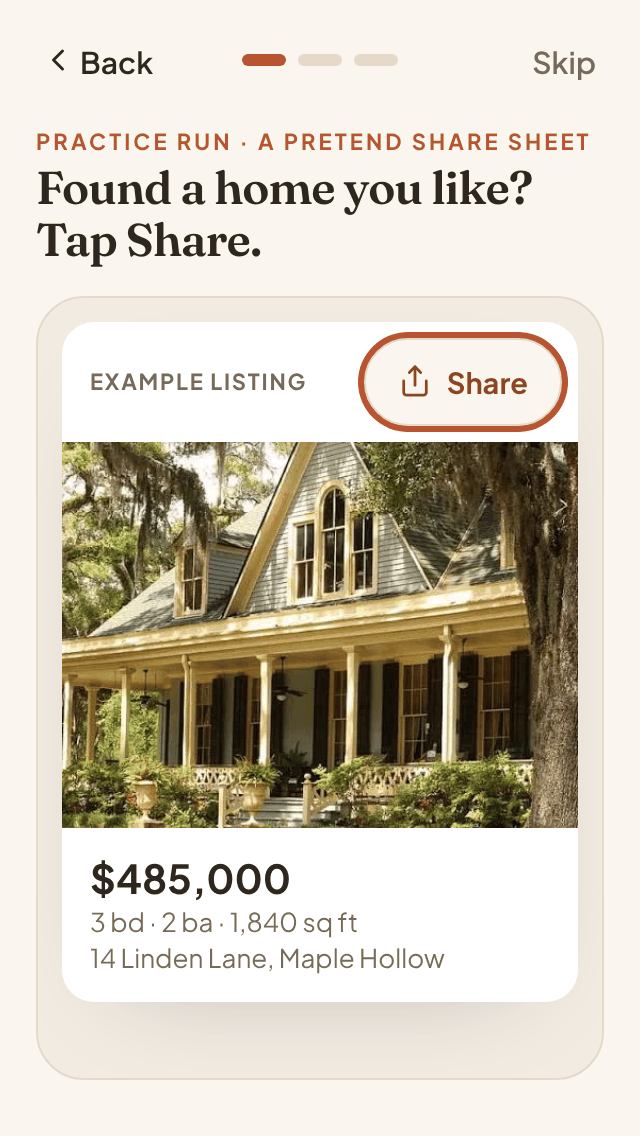 Back
Skip
PRACTICE RUN · A PRETEND SHARE SHEET
Found a home you like?
Tap Share.
EXAMPLE LISTING
Share
$485,000
3 bd · 2 ba · 1,840 sq ft
14 Linden Lane, Maple Hollow